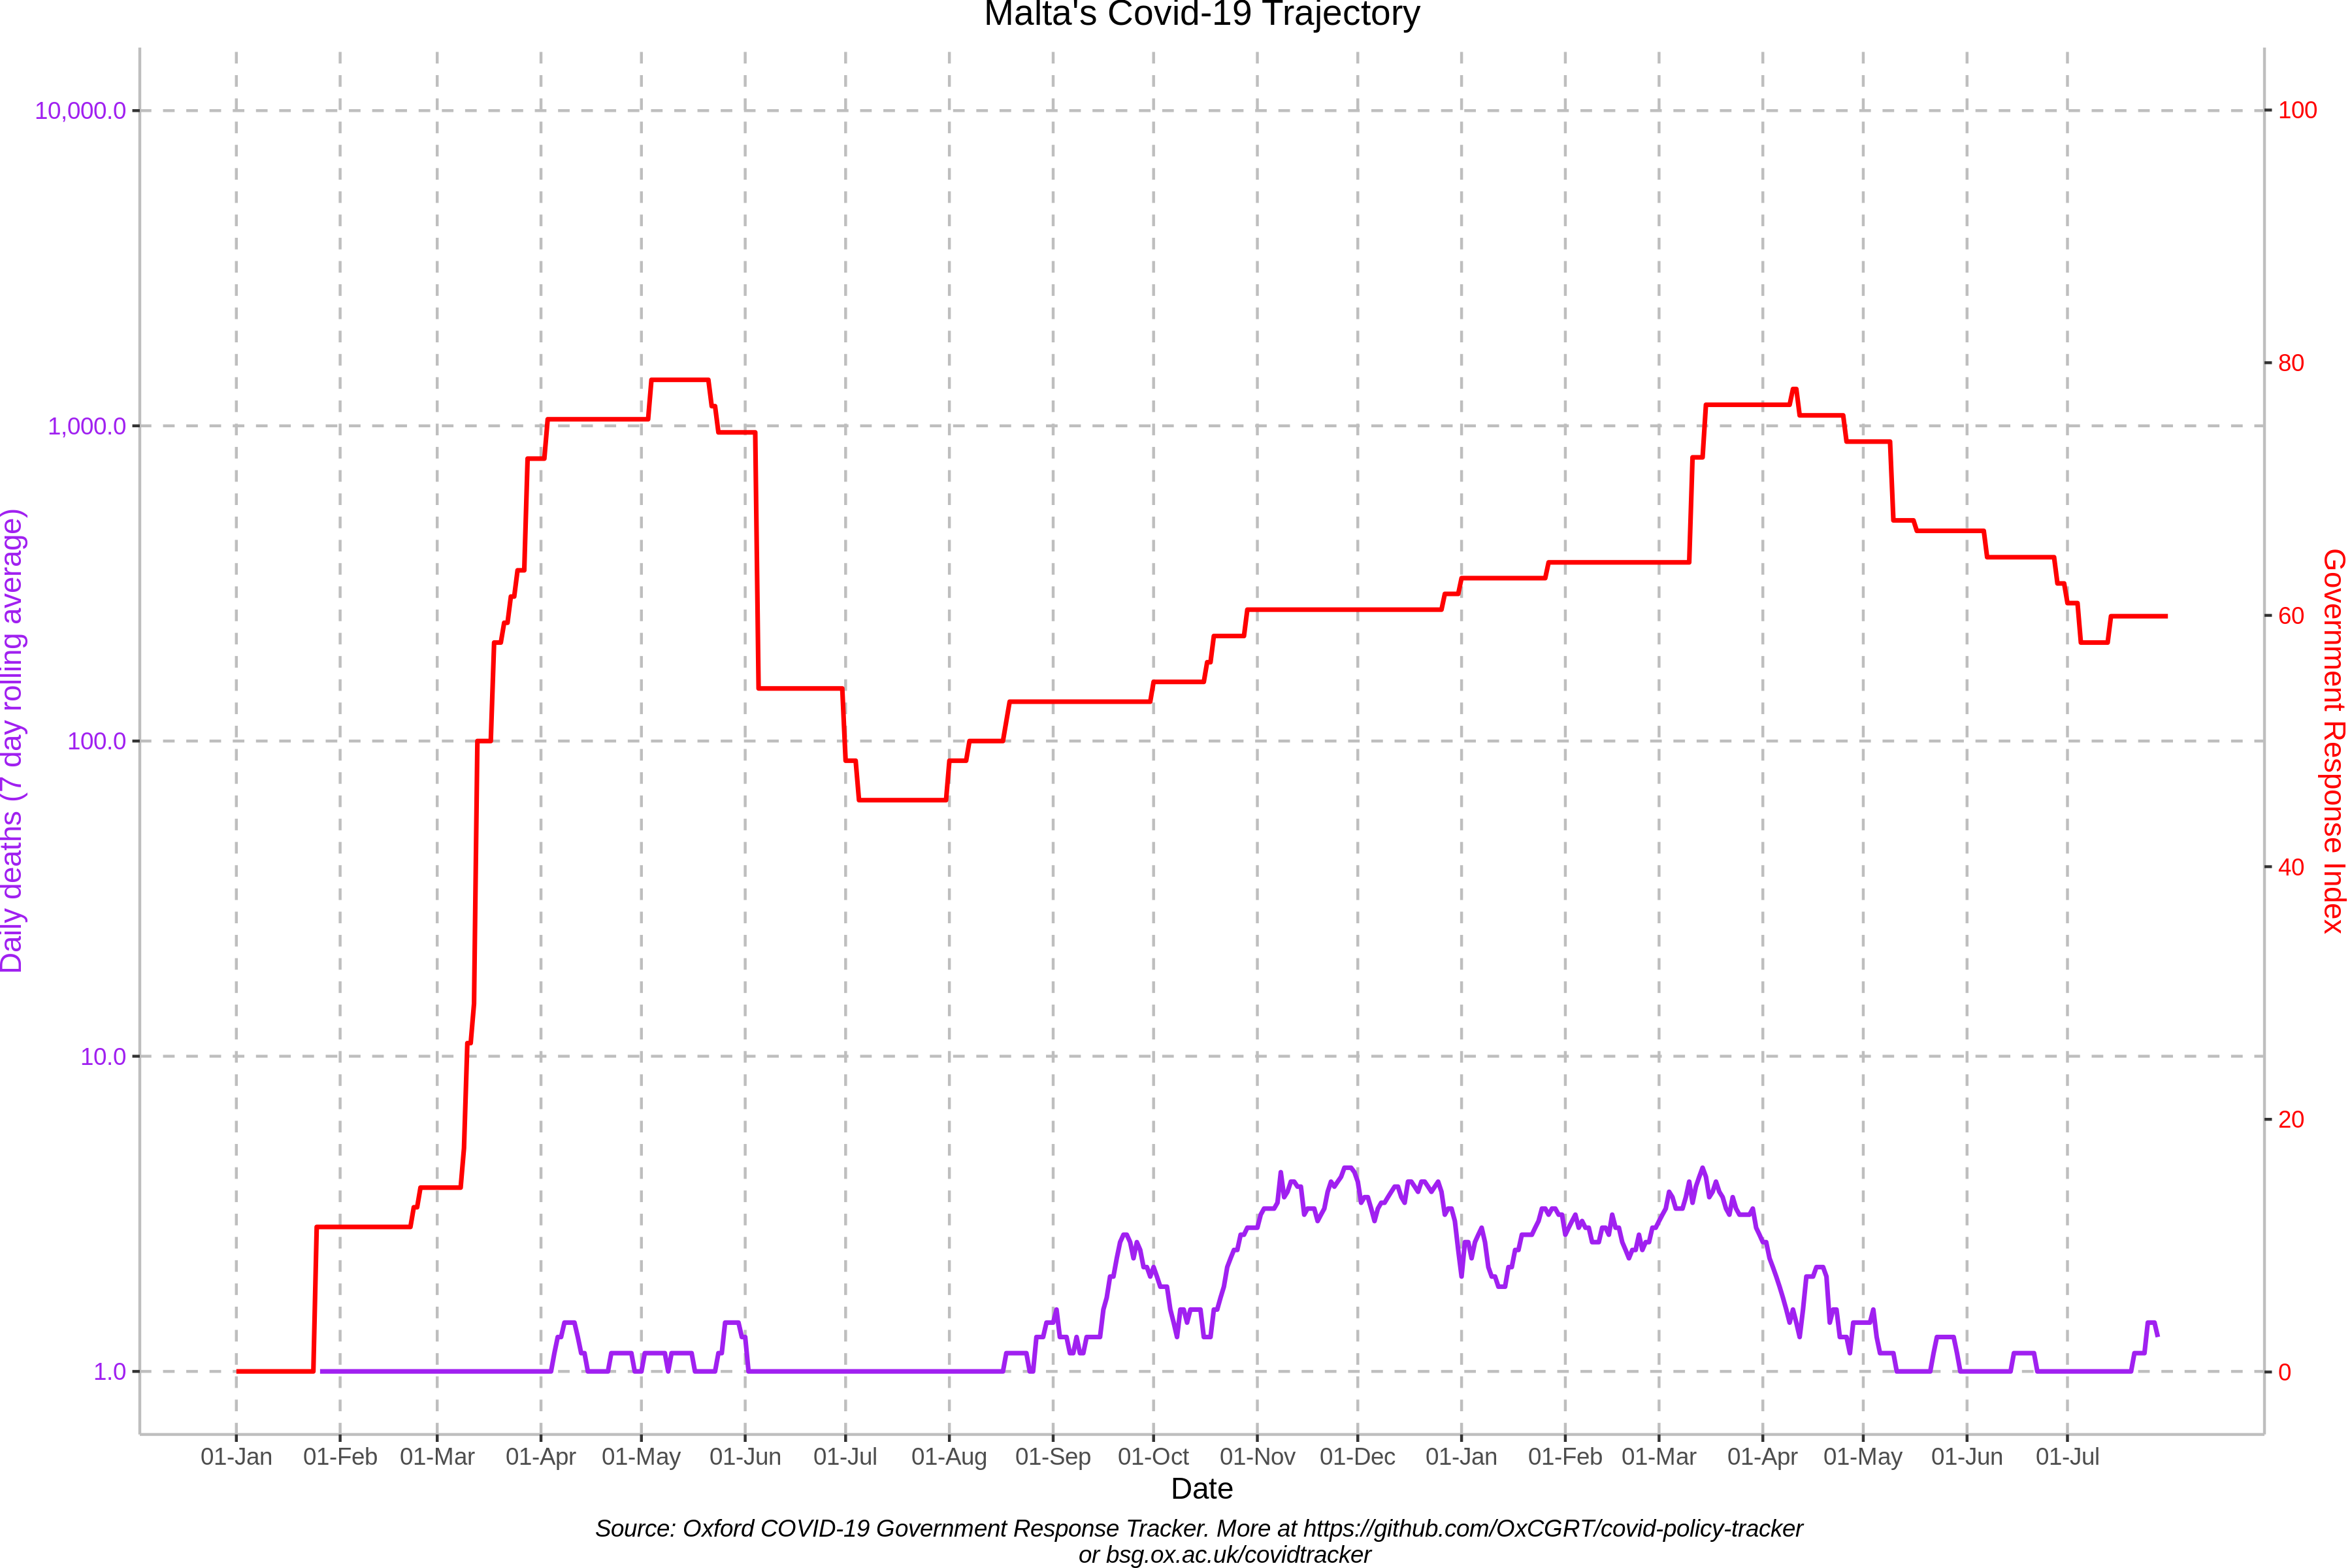 Malta's Covid-19 Trajectory
10,000.0
1,000.0
100.0
10.0
1.0
Daily deaths (7 day rolling average)
100
80
60
40
20
0
Government Response Index
01-Jan 01-Feb 01-Mar 01-Apr 01-May 01-Jun 01-Jul 01-Aug 01-Sep 01-Oct 01-Nov 01-Dec 01-Jan 01-Feb 01-Mar 01-Apr 01-May 01-Jun 01-Jul
Date
Source: Oxford COVID-19 Government Response Tracker. More at https://github.com/OxCGRT/covid-policy-tracker
or bsg.ox.ac.uk/covidtracker